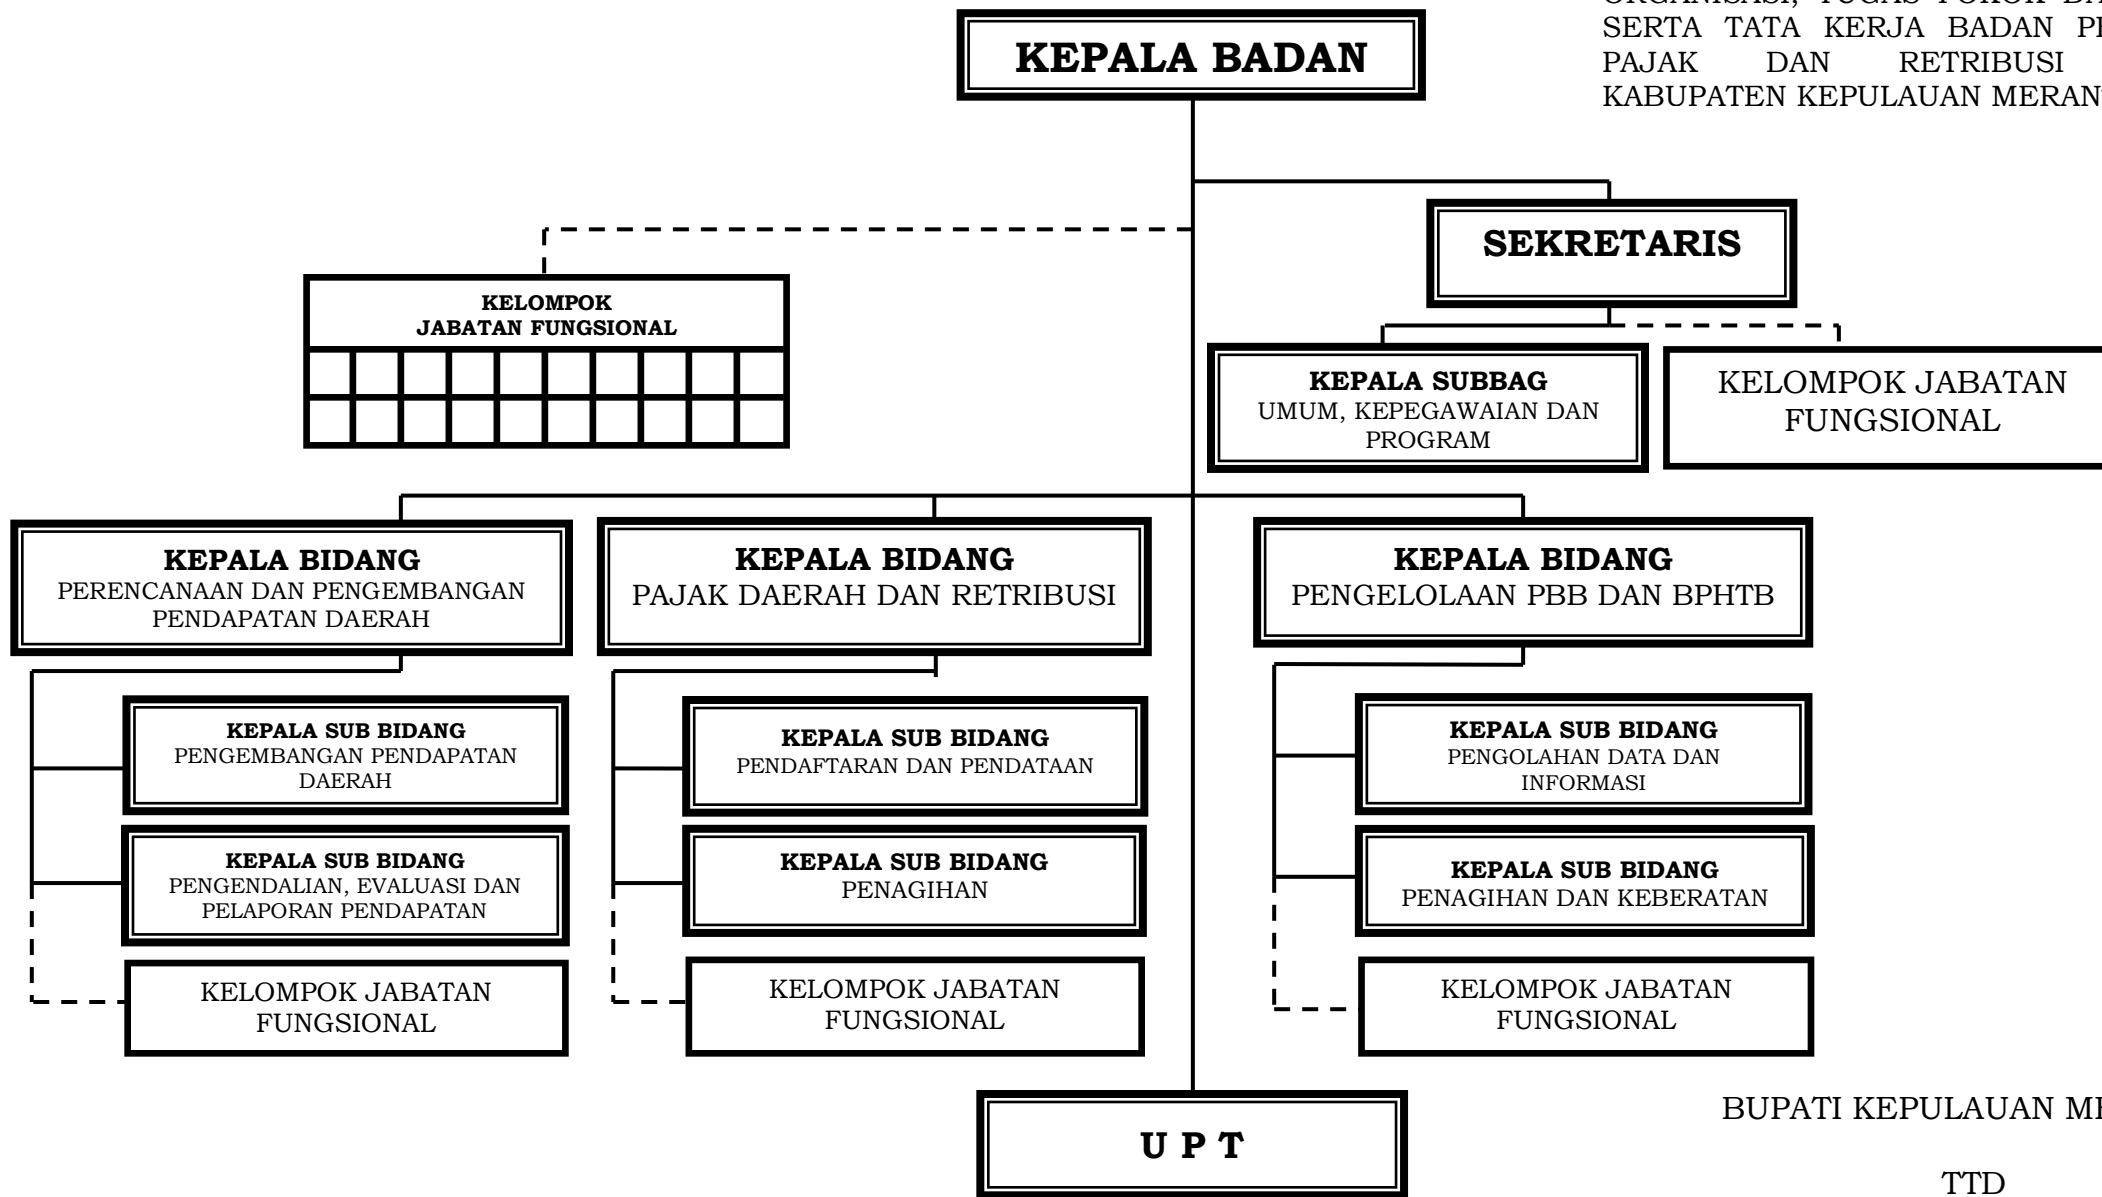 SERTA TATA KERJA BADAN
PAJAK DAN RETRIBUSI
KABUPATEN KEPULAUAN
KEPALA BADAN
SEKRETARIS
KELOMPOK
JABATAN FUNGSIONAL
KEPALA SUBBAG
UMUM, KEPEGAWAIAN DAN
PROGRAM
KELOMPOK JABATAN
FUNGSIONAL
KEPALA BIDANG
PERENCANAAN DAN PENGEMBANGAN
PENDAPATAN DAERAH
KEPALA BIDANG
PAJAK DAERAH DAN RETRIBUSI
KEPALA BIDANG
PENGELOLAAN PBB DAN BPHTB
KEPALA SUB BIDANG
PENGEMBANGAN PENDAPATAN
DAERAH
KEPALA SUB BIDANG
PENDAFTARAN DAN PENDATAAN
KEPALA SUB BIDANG
PENGOLAHAN DATA DAN
INFORMASI
KEPALA SUB BIDANG
PENGENDALIAN, EVALUASI DAN
PELAPORAN PENDAPATAN
KEPALA SUB BIDANG
PENAGIHAN
KEPALA SUB BIDANG
PENAGIHAN DAN KEBERATAN
KELOMPOK JABATAN
FUNGSIONAL
KELOMPOK JABATAN
FUNGSIONAL
KELOMPOK JABATAN
FUNGSIONAL
U P T
BUPATI KEPULAUAN
TTD